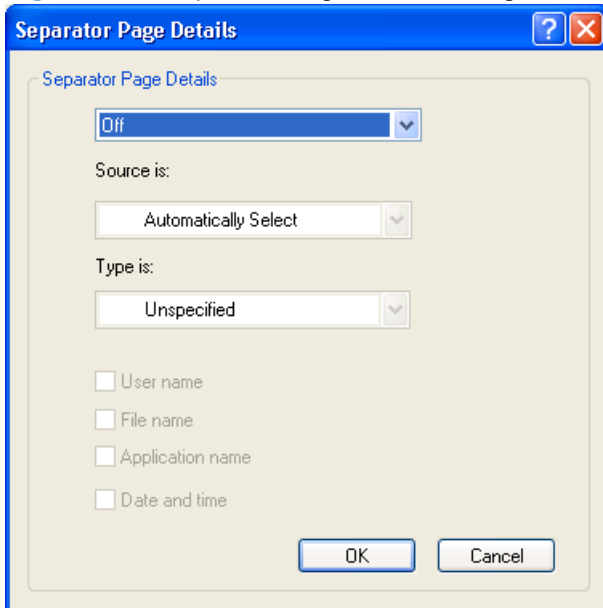 Separator Page Details
Separator Page Details
Off
Source is:
Automatically Select
Type is:
Unspecified
User name
File name
Application name
Date and time
OK Cancel